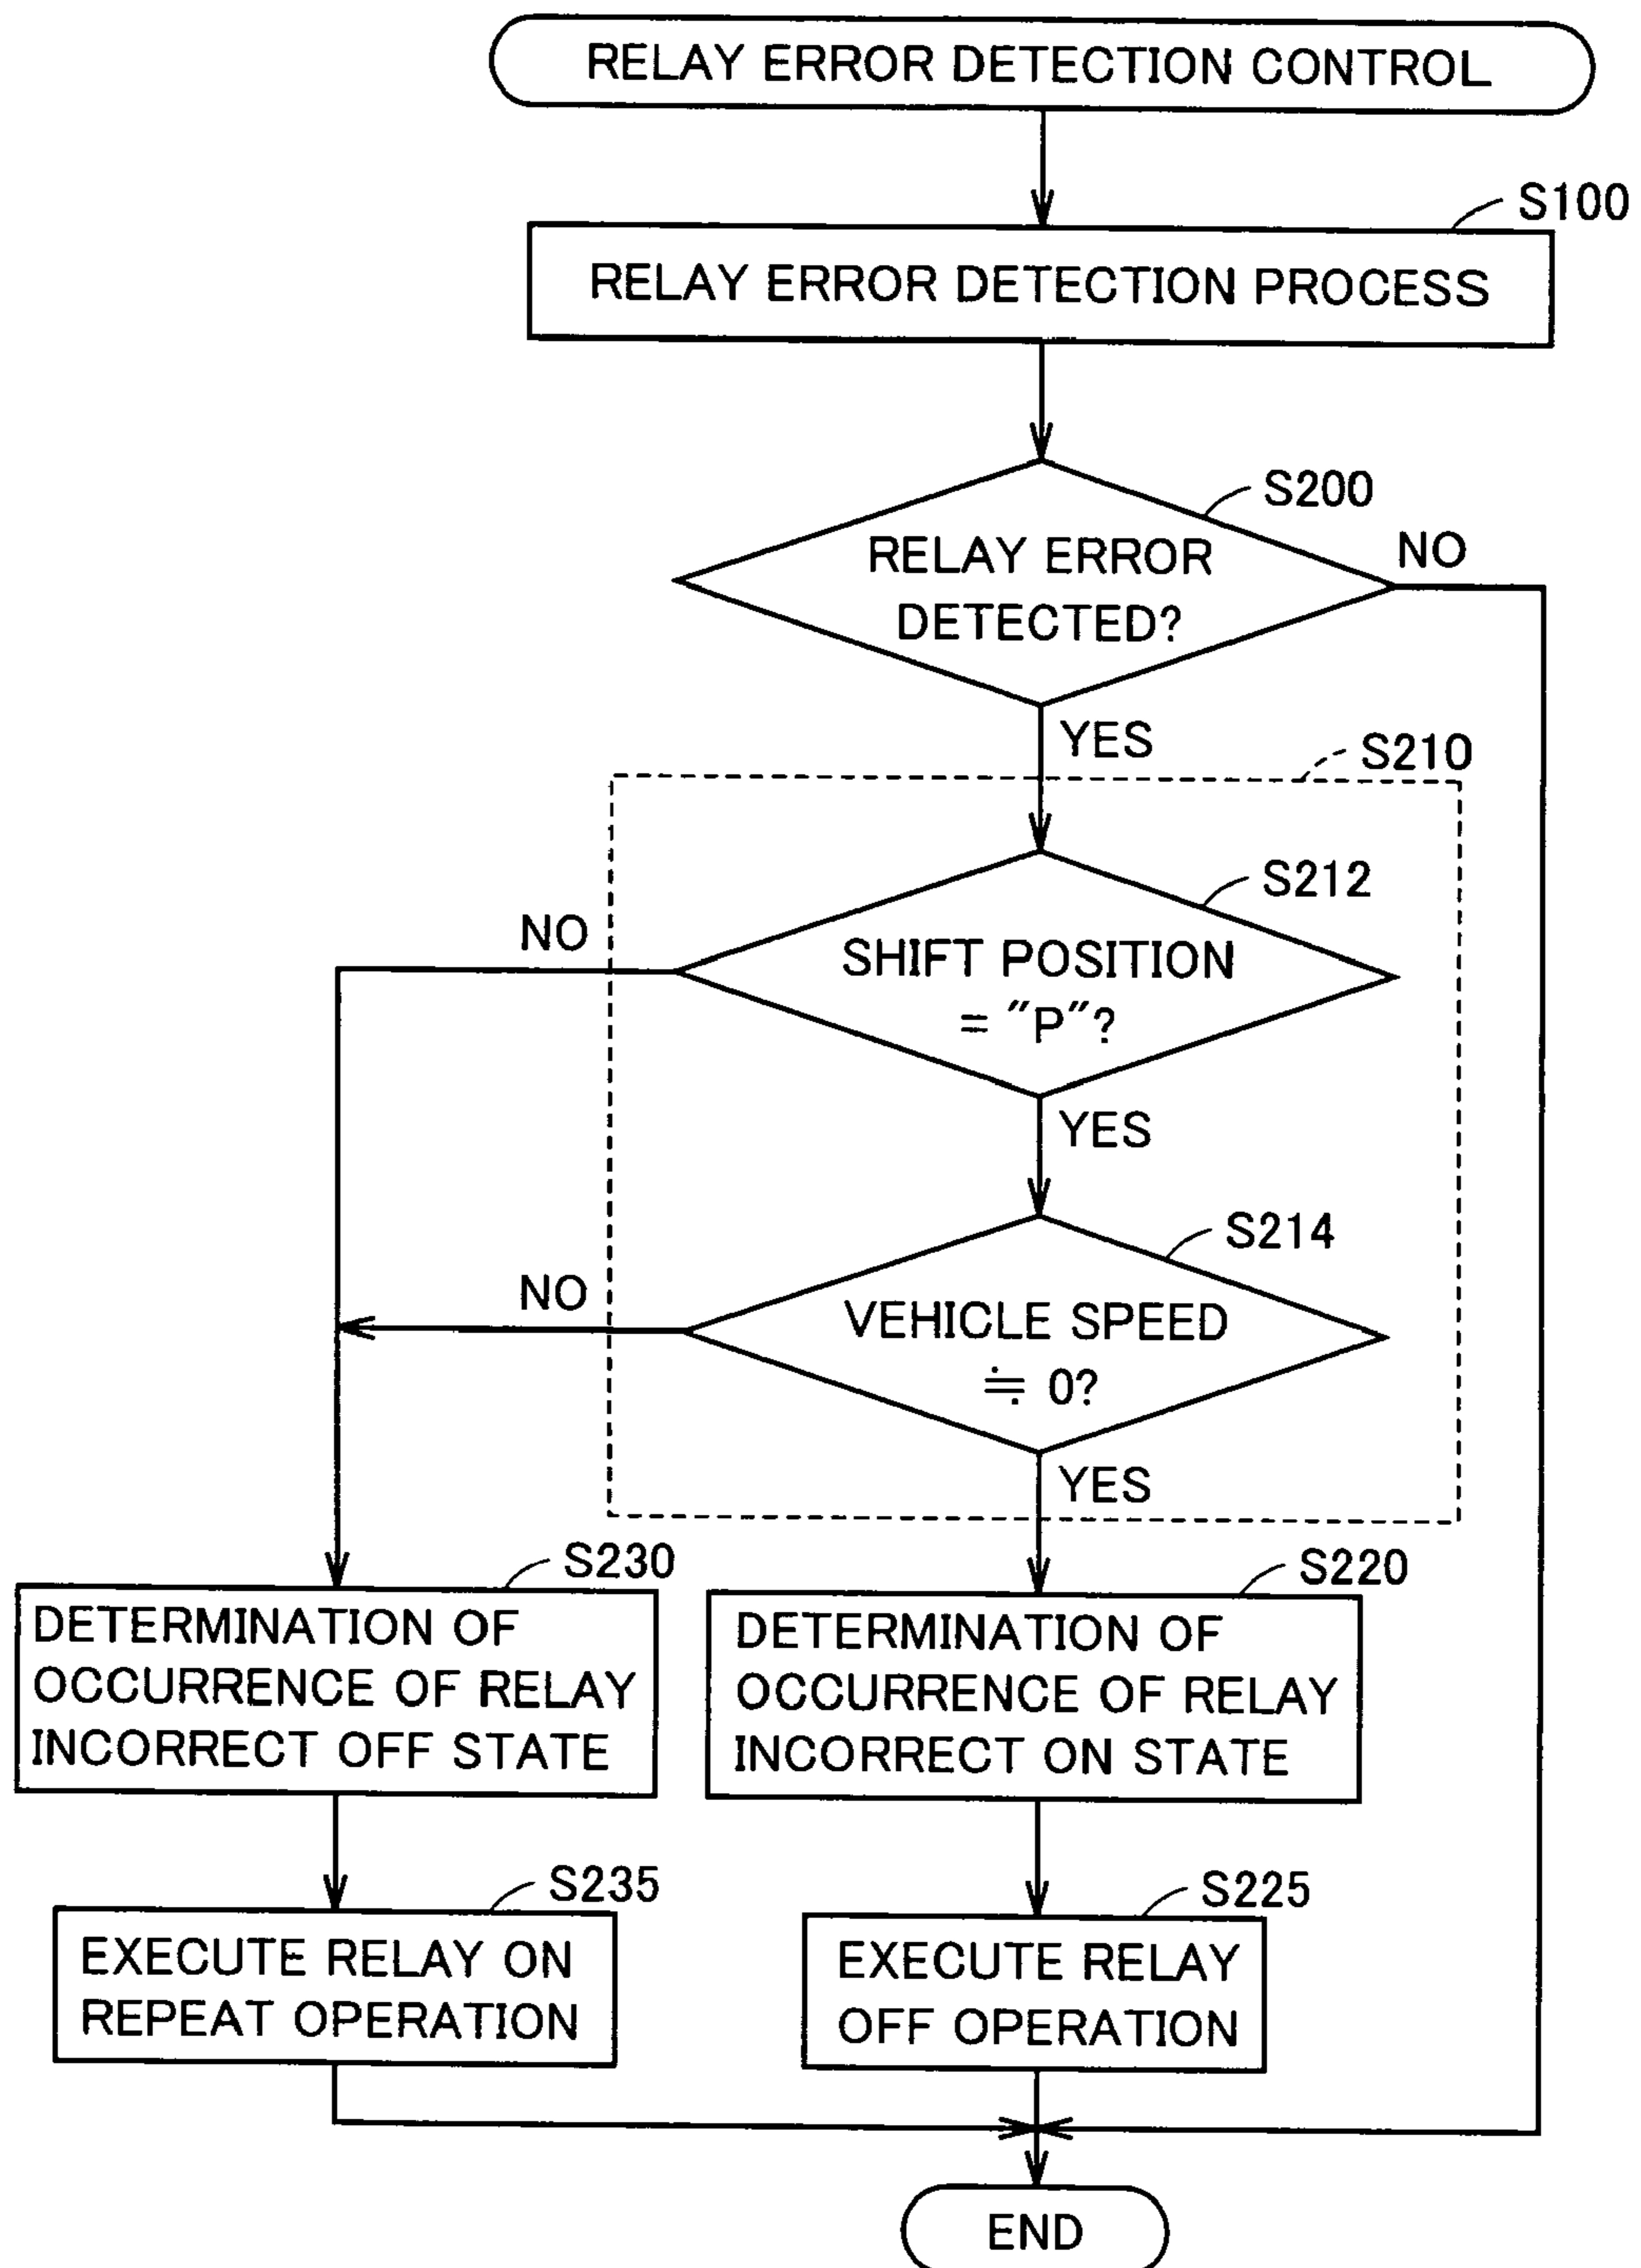 RELAY ERROR DETECTION CONTROL
S100
RELAY ERROR DETECTION PROCESS
S200
RELAY ERROR
DETECTED?
NO
YES
S210
S212
NO
SHIFT POSITION
= "P"?
YES
S214
NO
VEHICLE SPEED
≒ 0?
YES
S230
DETERMINATION OF
OCCURRENCE OF RELAY
INCORRECT OFF STATE
S220
DETERMINATION OF
OCCURRENCE OF RELAY
INCORRECT ON STATE
S235
EXECUTE RELAY ON
REPEAT OPERATION
S225
EXECUTE RELAY
OFF OPERATION
END